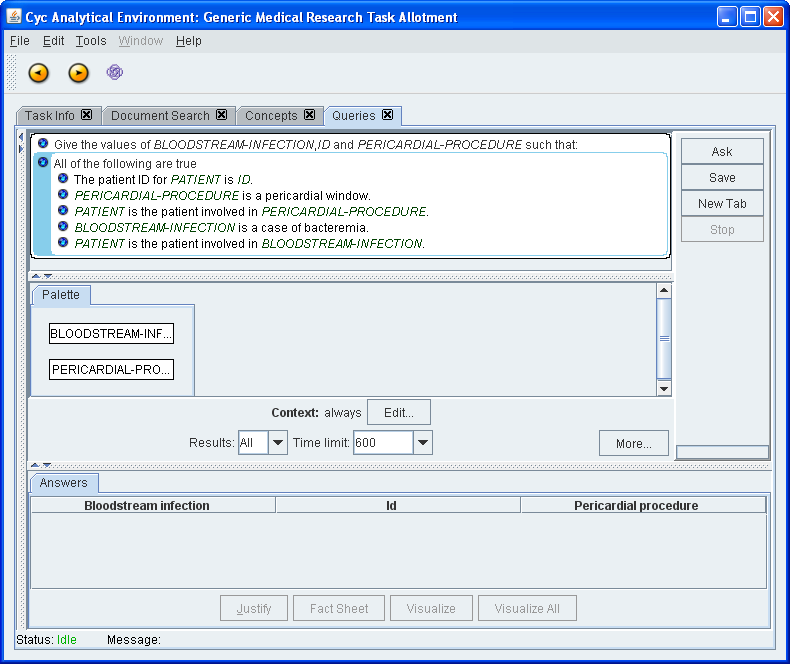 Cyc Analytical Environment: Generic Medical Research Task Allotment
File Edit Tools Window Help
Task Info Document Search Concepts Queries
Give the values of BLOODSTREAM-INFECTION,ID and PERICARDIAL-PROCEDURE such that:
All of the following are true
The patient ID for PATIENT is ID.
PERICARDIAL-PROCEDURE is a pericardial window.
PATIENT is the patient involved in PERICARDIAL-PROCEDURE.
BLOODSTREAM-INFECTION is a case of bacteremia.
PATIENT is the patient involved in BLOODSTREAM-INFECTION.
Ask
Save
New Tab
Stop
Palette
BLOODSTREAM-INF...
PERICARDIAL-PRO...
Context: always Edit...
Results: All Time limit: 600 More...
Answers
Bloodstream infection Id Pericardial procedure
Justify Fact Sheet Visualize Visualize All
Status: Idle Message: